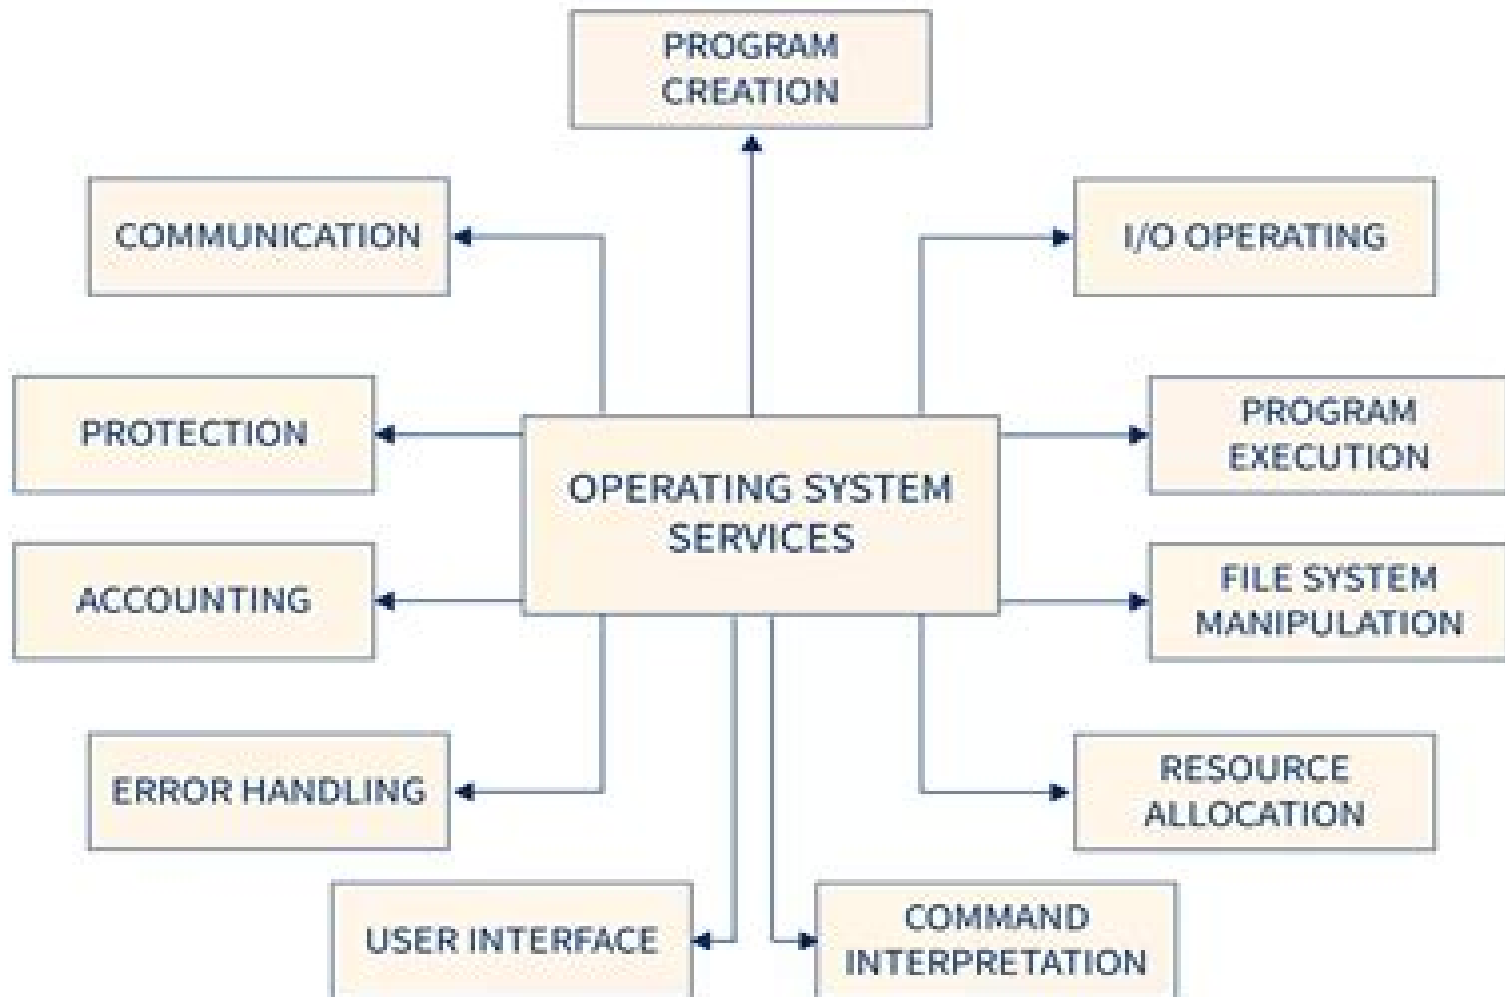 PROGRAM
CREATION
COMMUNICATION
I/O OPERATING
PROTECTION
PROGRAM
EXECUTION
OPERATING SYSTEM
SERVICES
ACCOUNTING
FILE SYSTEM
MANIPULATION
ERROR HANDLING
RESOURCE
ALLOCATION
USER INTERFACE
COMMAND
INTERPRETATION